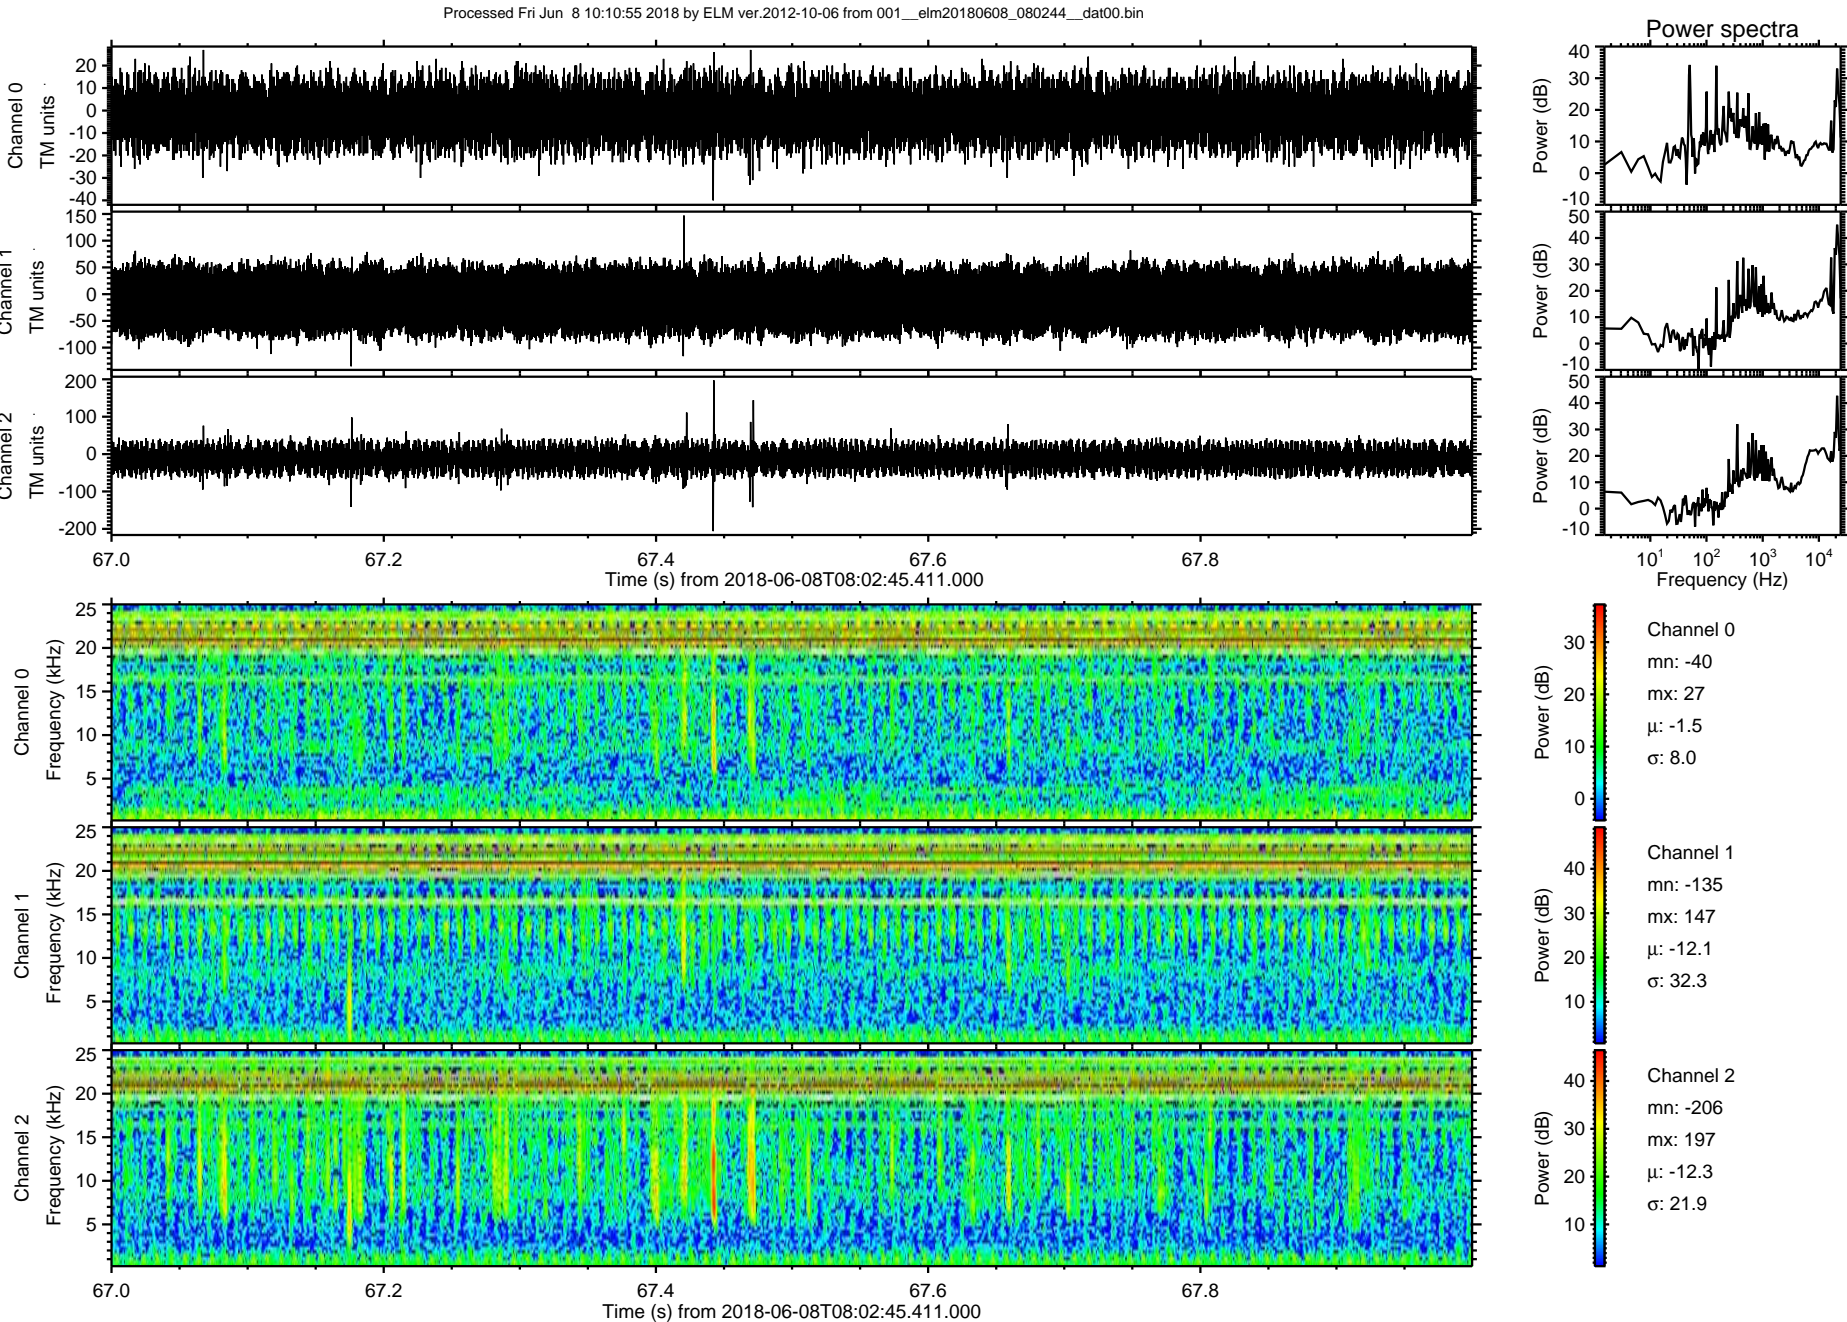 Processed Fri Jun  8 10:10:55 2018 by ELM ver.2012-10-06 from 001__elm20180608_080244__dat00.bin
Power spectra
Channel 0
TM units
20
10
0
-10
-20
-30
-40
Power (dB)
40
30
20
10
0
-10
Channel 1
TM units
150
100
50
0
-50
-100
Power (dB)
50
40
30
20
10
0
-10
Channel 2
TM units
200
100
0
-100
-200
Power (dB)
50
40
30
20
10
0
-10
67.0 67.2 67.4 67.6 67.8
Time (s) from 2018-06-08T08:02:45.411.000
10¹ 10² 10³ 10⁴
Frequency (Hz)
Channel 0
Frequency (kHz)
25
20
15
10
5
Power (dB)
30
20
10
0
Channel 0
mn: -40
mx: 27
μ: -1.5
σ: 8.0
Channel 1
Frequency (kHz)
25
20
15
10
5
Power (dB)
40
30
20
10
Channel 1
mn: -135
mx: 147
μ: -12.1
σ: 32.3
Channel 2
Frequency (kHz)
25
20
15
10
5
Power (dB)
40
30
20
10
Channel 2
mn: -206
mx: 197
μ: -12.3
σ: 21.9
67.0 67.2 67.4 67.6 67.8
Time (s) from 2018-06-08T08:02:45.411.000